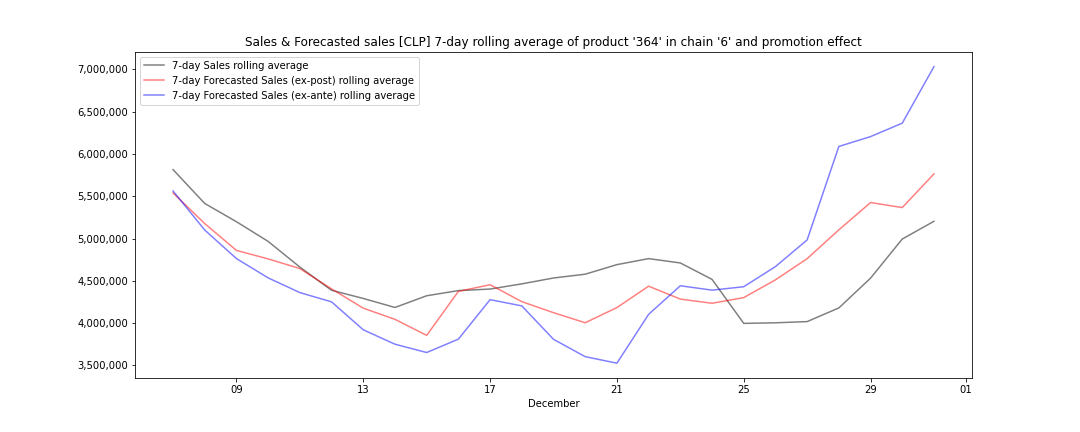 Sales & Forecasted sales [CLP] 7-day rolling average of product '364' in chain '6' and promotion effect
7-day Sales rolling average
7-day Forecasted Sales (ex-post) rolling average
7-day Forecasted Sales (ex-ante) rolling average
7,000,000
6,500,000
6,000,000
5,500,000
5,000,000
4,500,000
4,000,000
3,500,000
09 13 17 21 25 29 01
December